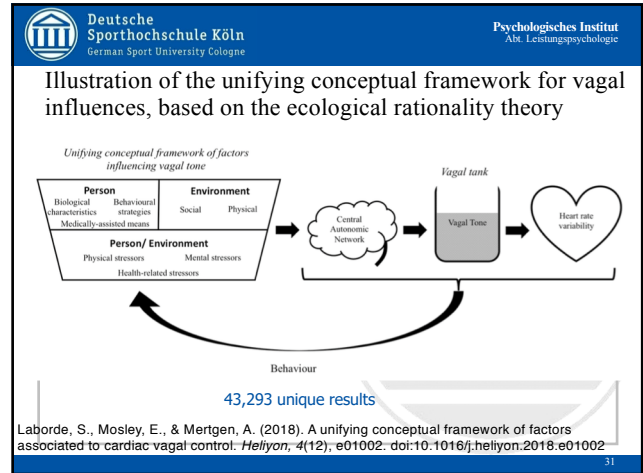 Deutsche
Sporthochschule Köln
German Sport University Cologne
Psychologisches Institut
Abt. Leistungspsychologie
Illustration of the unifying conceptual framework for vagal
influences, based on the ecological rationality theory
Unifying conceptual framework of factors
influencing vagal tone
Person
Biological
characteristics
Behavioural
strategies
Medically-assisted means
Environment
Social
Physical
Person/ Environment
Physical stressors
Mental stressors
Health-related stressors
Central
Autonomic
Network
Vagal tank
Vagal Tone
Heart rate
variability
Behaviour
43,293 unique results
Laborde, S., Mosley, E., & Mertgen, A. (2018). A unifying conceptual framework of factors
associated to cardiac vagal control. Heliyon, 4(12), e01002. doi:10.1016/j.heliyon.2018.e01002
31